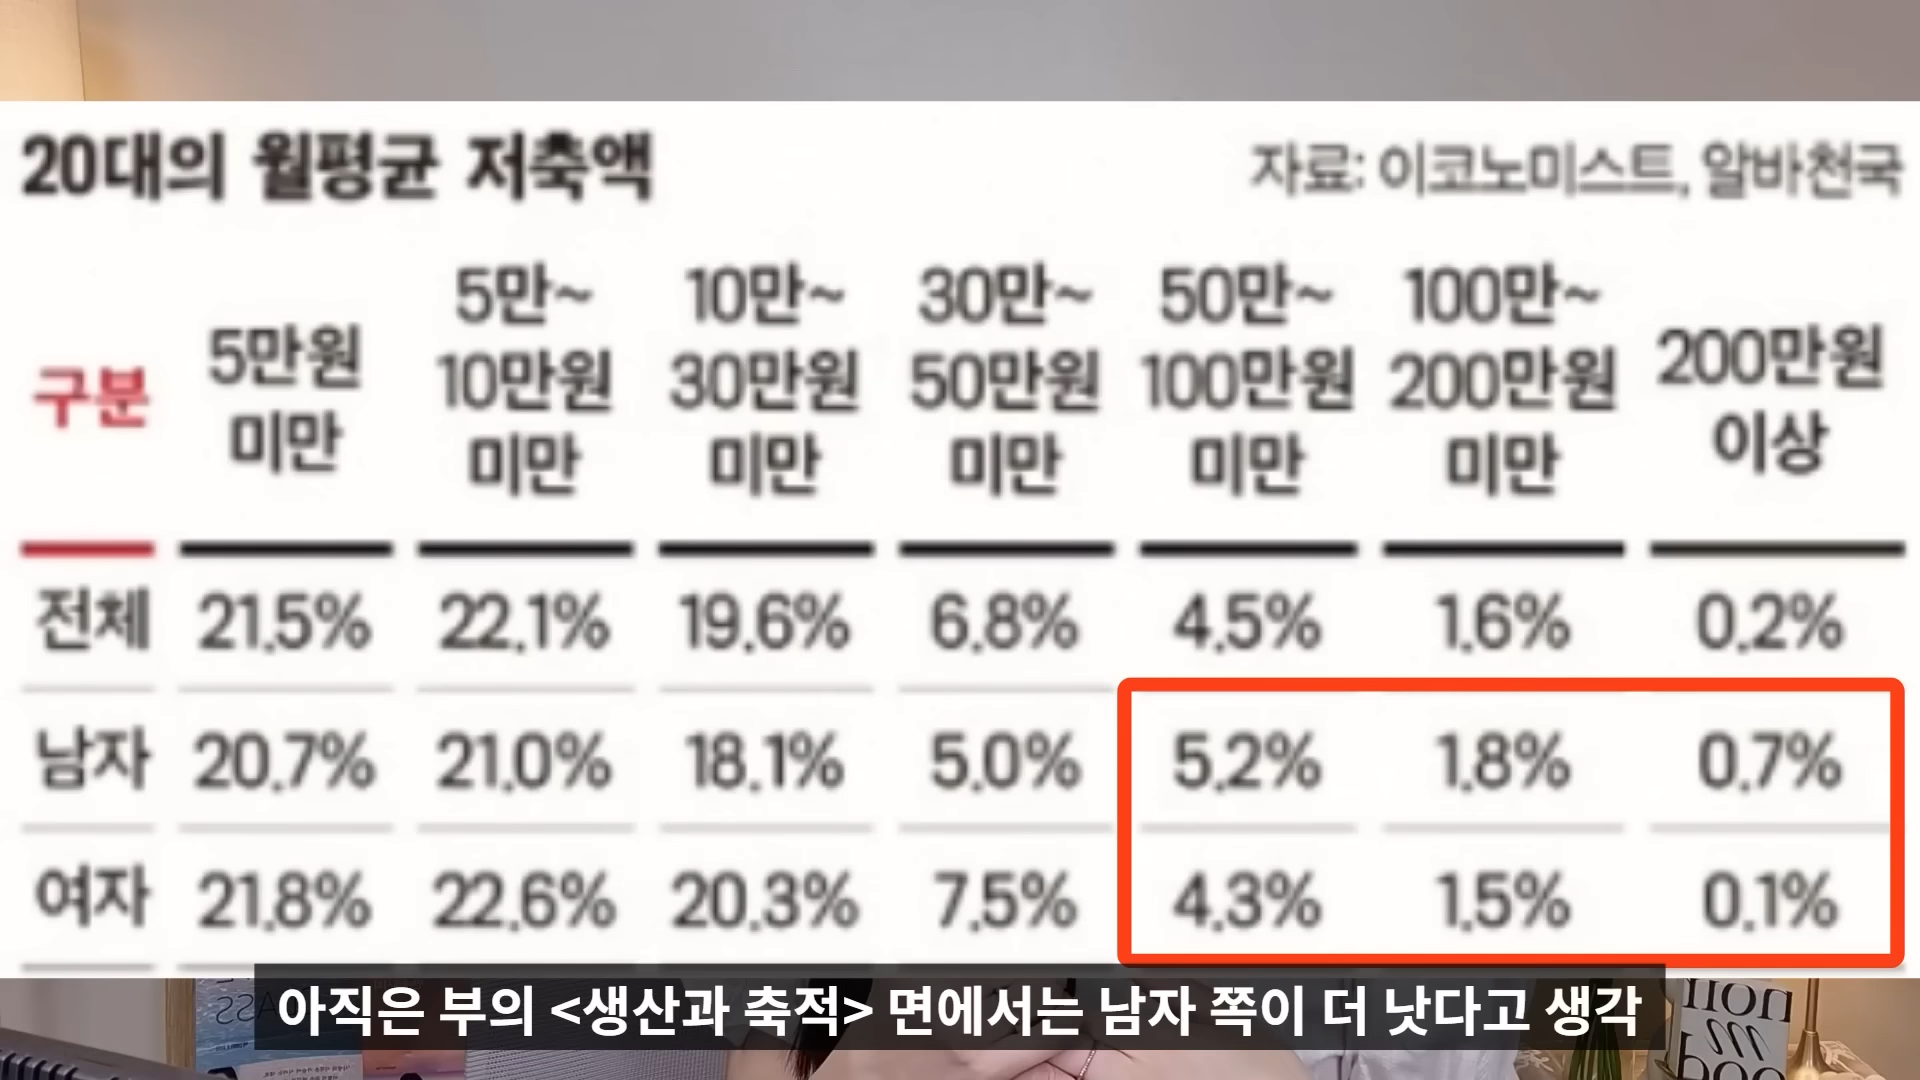 20대의 월평균 저축액
자료: 이코노미스트, 알바천국
구분
5만원
미만
5만~
10만원
미만
10만~
30만원
미만
30만~
50만원
미만
50만~
100만원
미만
100만~
200만원
미만
200만원
이상
전체 21.5% 22.1% 19.6% 6.8% 4.5% 1.6% 0.2%
남자 20.7% 21.0% 18.1% 5.0% 5.2% 1.8% 0.7%
여자 21.8% 22.6% 20.3% 7.5% 4.3% 1.5% 0.1%
아직은 부의 <생산과 축적> 면에서는 남자 쪽이 더 낫다고 생각